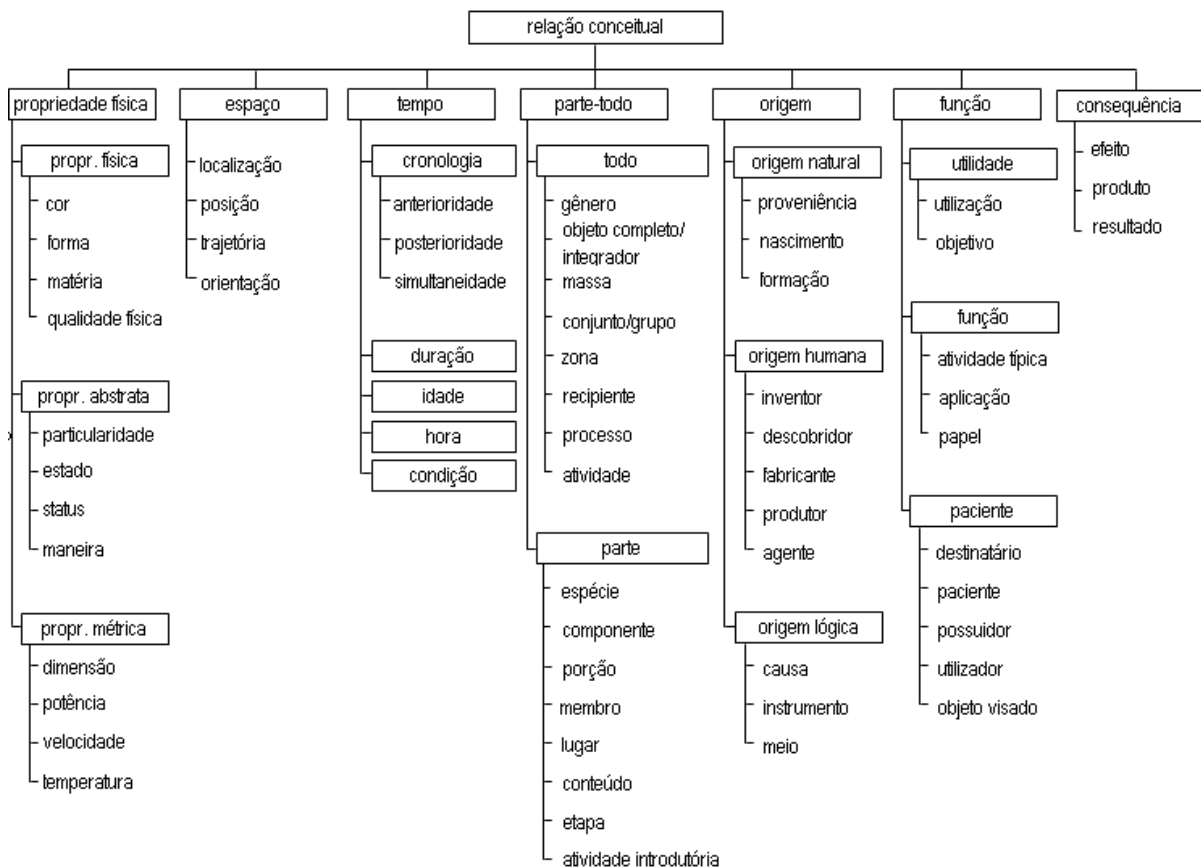 relação conceitual
propriedade física
propr. física
cor
forma
matéria
qualidade física
propr. abstrata
particularidade
estado
status
maneira
propr. métrica
dimensão
potência
velocidade
temperatura
espaço
localização
posição
trajetória
orientação
tempo
cronologia
anterioridade
posterioridade
simultaneidade
duração
idade
hora
condição
parte-todo
todo
gênero
objeto completo/
integrador
massa
conjunto/grupo
zona
recipiente
processo
atividade
parte
espécie
componente
porção
membro
lugar
conteúdo
etapa
atividade introdutória
origem
origem natural
proveniência
nascimento
formação
origem humana
inventor
descobridor
fabricante
produtor
agente
origem lógica
causa
instrumento
meio
função
utilidade
utilização
objetivo
função
atividade típica
aplicação
papel
paciente
destinatário
paciente
possuidor
utilizador
objeto visado
consequência
efeito
produto
resultado